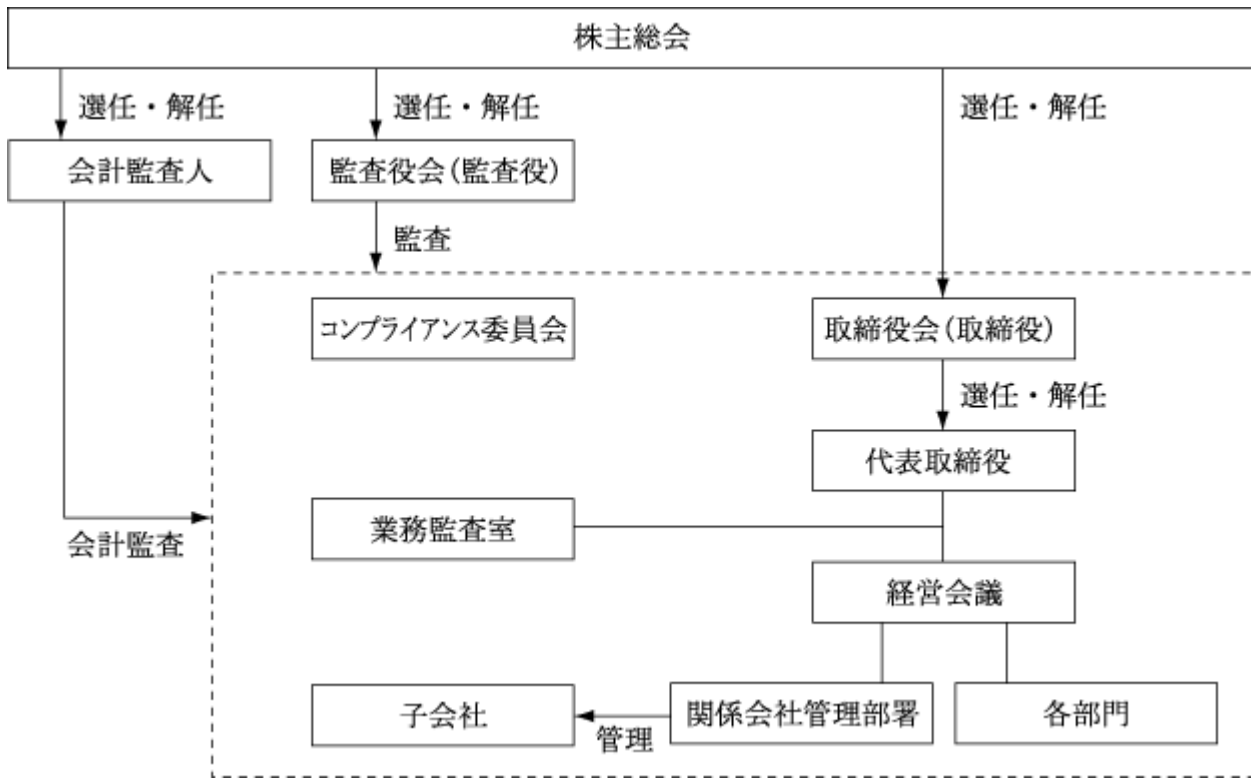 株主総会
選任・解任
選任・解任
選任・解任
会計監査人
監査役会(監査役)
監査
コンプライアンス委員会
取締役会(取締役)
選任・解任
代表取締役
業務監査室
会計監査
経営会議
子会社
管理
関係会社管理部署
各部門